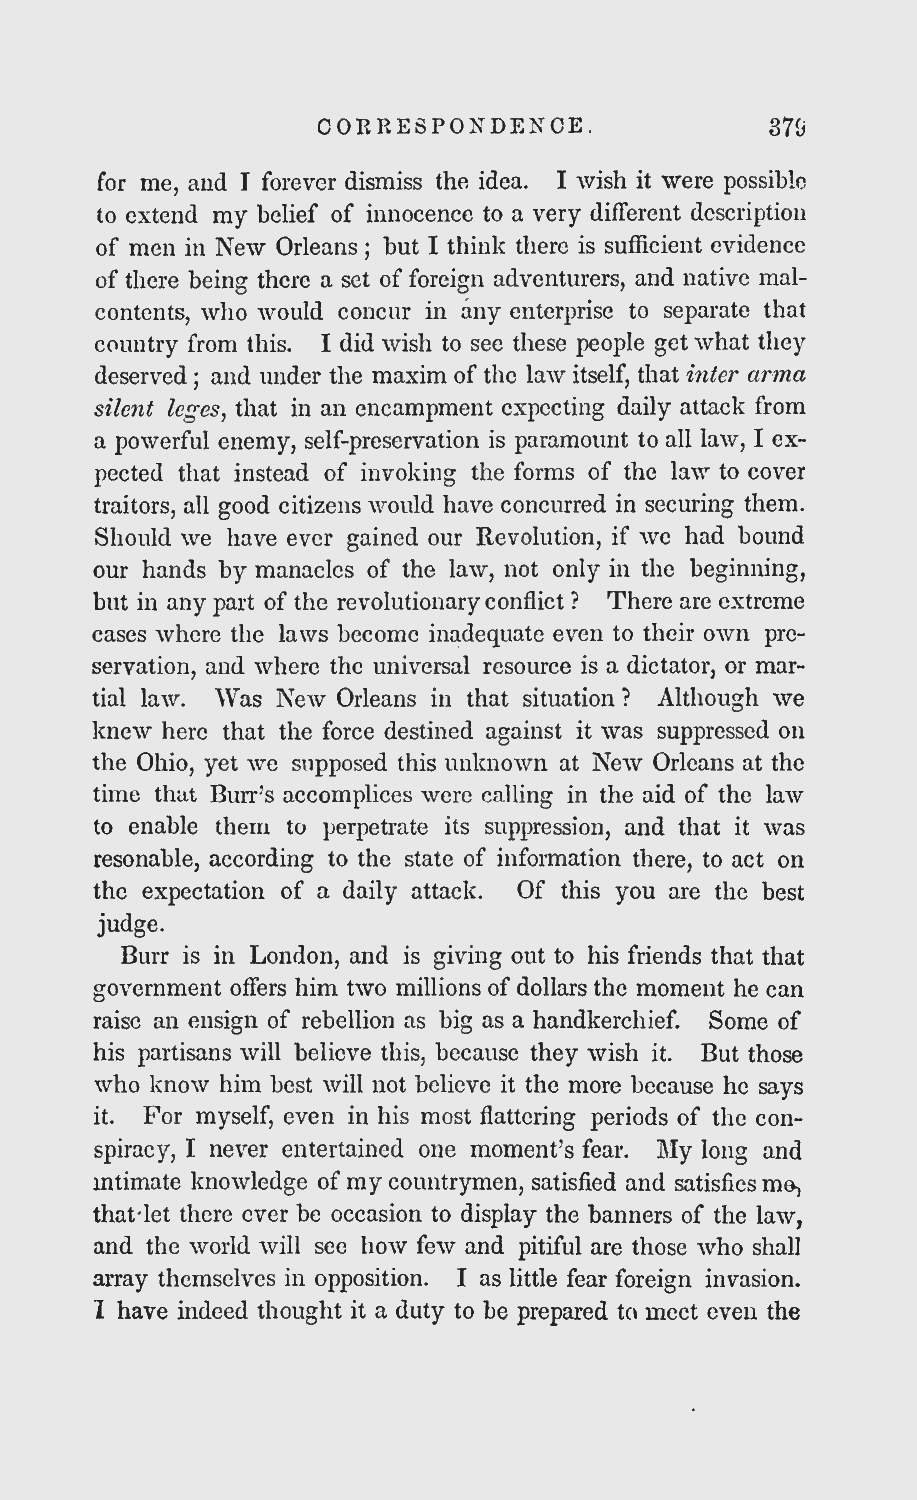 CORRESPONDENCE. 379
for me, and I forever dismiss the idea. I wish it were possible
to extend my belief of innocence to a very different description
of men in New Orleans; but I think there is sufficient evidence
of there being there a set of foreign adventurers, and native mal-
contents, who would concur in any enterprise to separate that
country from this. I did wish to see these people get what they
deserved; and under the maxim of the law itself, that inter arma
silent leges, that in an encampment expecting daily attack from
a powerful enemy, self-preservation is paramount to all law, I ex-
pected that instead of invoking the forms of the law to cover
traitors, all good citizens would have concurred in securing them.
Should we have ever gained our Revolution, if we had bound
our hands by manacles of the law, not only in the beginning,
but in any part of the revolutionary conflict? There are extreme
cases where the laws become inadequate even to their own pre-
servation, and where the universal resource is a dictator, or mar-
tial law. Was New Orleans in that situation? Although we
knew here that the force destined against it was suppressed on
the Ohio, yet we supposed this unknown at New Orleans at the
time that Burr's accomplices were calling in the aid of the law
to enable them to perpetrate its suppression, and that it was
resonable, according to the state of information there, to act on
the expectation of a daily attack. Of this you are the best
judge.
Burr is in London, and is giving out to his friends that that
government offers him two millions of dollars the moment he can
raise an ensign of rebellion as big as a handkerchief. Some of
his partisans will believe this, because they wish it. But those
who know him best will not believe it the more because he says
it. For myself, even in his most flattering periods of the con-
spiracy, I never entertained one moment's fear. My long and
intimate knowledge of my countrymen, satisfied and satisfies me,
that let there ever be occasion to display the banners of the law,
and the world will see how few and pitiful are those who shall
array themselves in opposition. I as little fear foreign invasion.
I have indeed thought it a duty to be prepared to meet even the